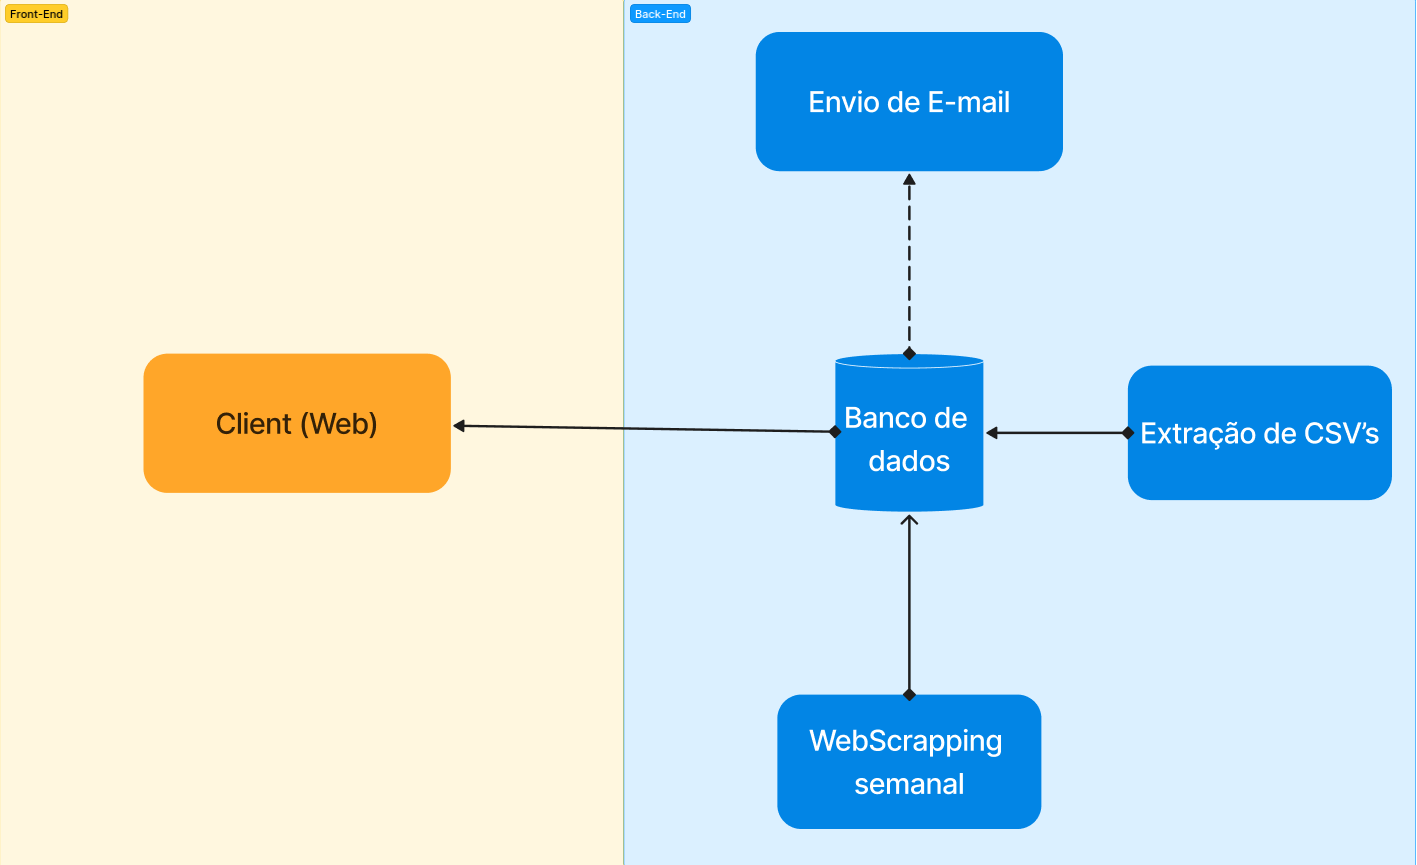 Front-End
Back-End
Envio de E-mail
Client (Web)
Banco de
dados
Extração de CSV’s
WebScrapping
semanal